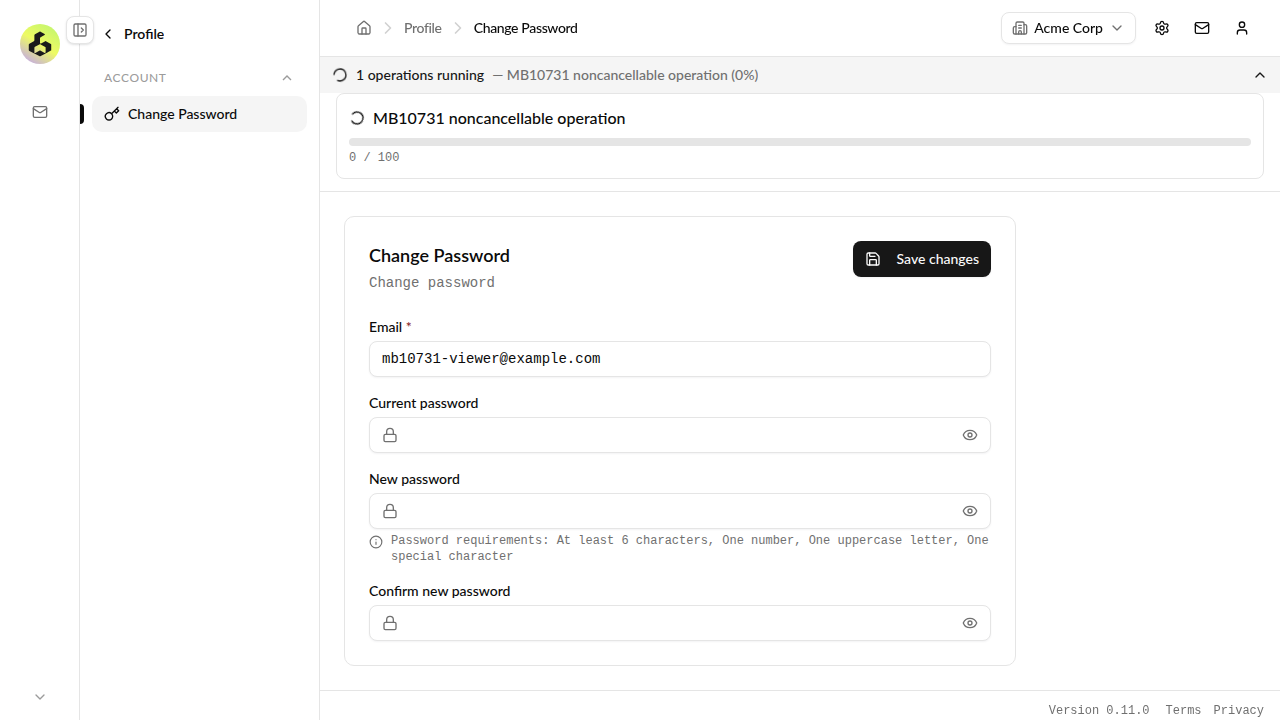 Profile
ACCOUNT
Change Password
Profile
Change Password
Acme Corp
1 operations running — MB10731 noncancellable operation (0%)
MB10731 noncancellable operation
0 / 100
Change Password
Save changes
Change password
Email *
mb10731-viewer@example.com
Current password
New password
Password requirements: At least 6 characters, One number, One uppercase letter, One
special character
Confirm new password
Version 0.11.0
Terms
Privacy